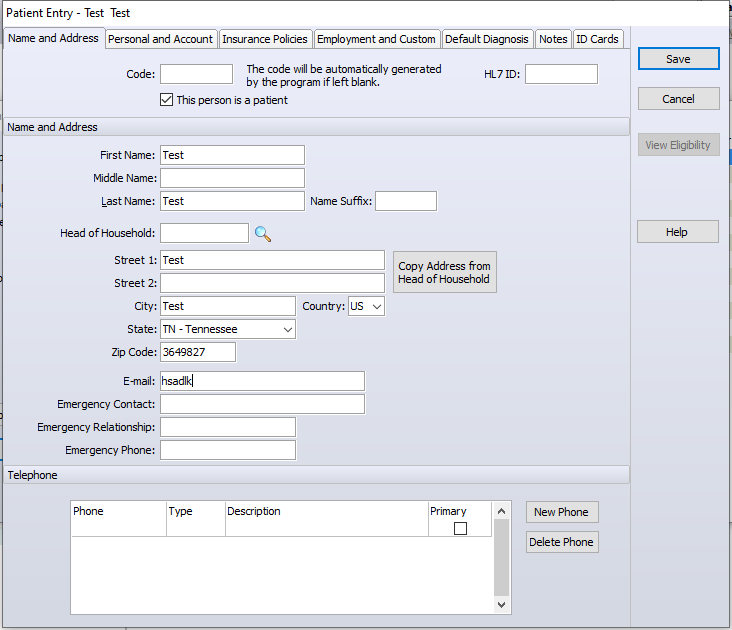 Patient Entry - Test  Test
Name and Address
Personal and Account
Insurance Policies
Employment and Custom
Default Diagnosis
Notes
ID Cards
Save
Cancel
View Eligibility
Help
Code:
The code will be automatically generated
by the program if left blank.
HL7 ID:
This person is a patient
Name and Address
First Name: Test
Middle Name:
Last Name: Test
Name Suffix:
Head of Household:
Street 1: Test
Street 2:
Copy Address from
Head of Household
City: Test
Country: US
State: TN - Tennessee
Zip Code: 3649827
E-mail: hsadlk
Emergency Contact:
Emergency Relationship:
Emergency Phone:
Telephone
Phone
Type
Description
Primary
New Phone
Delete Phone